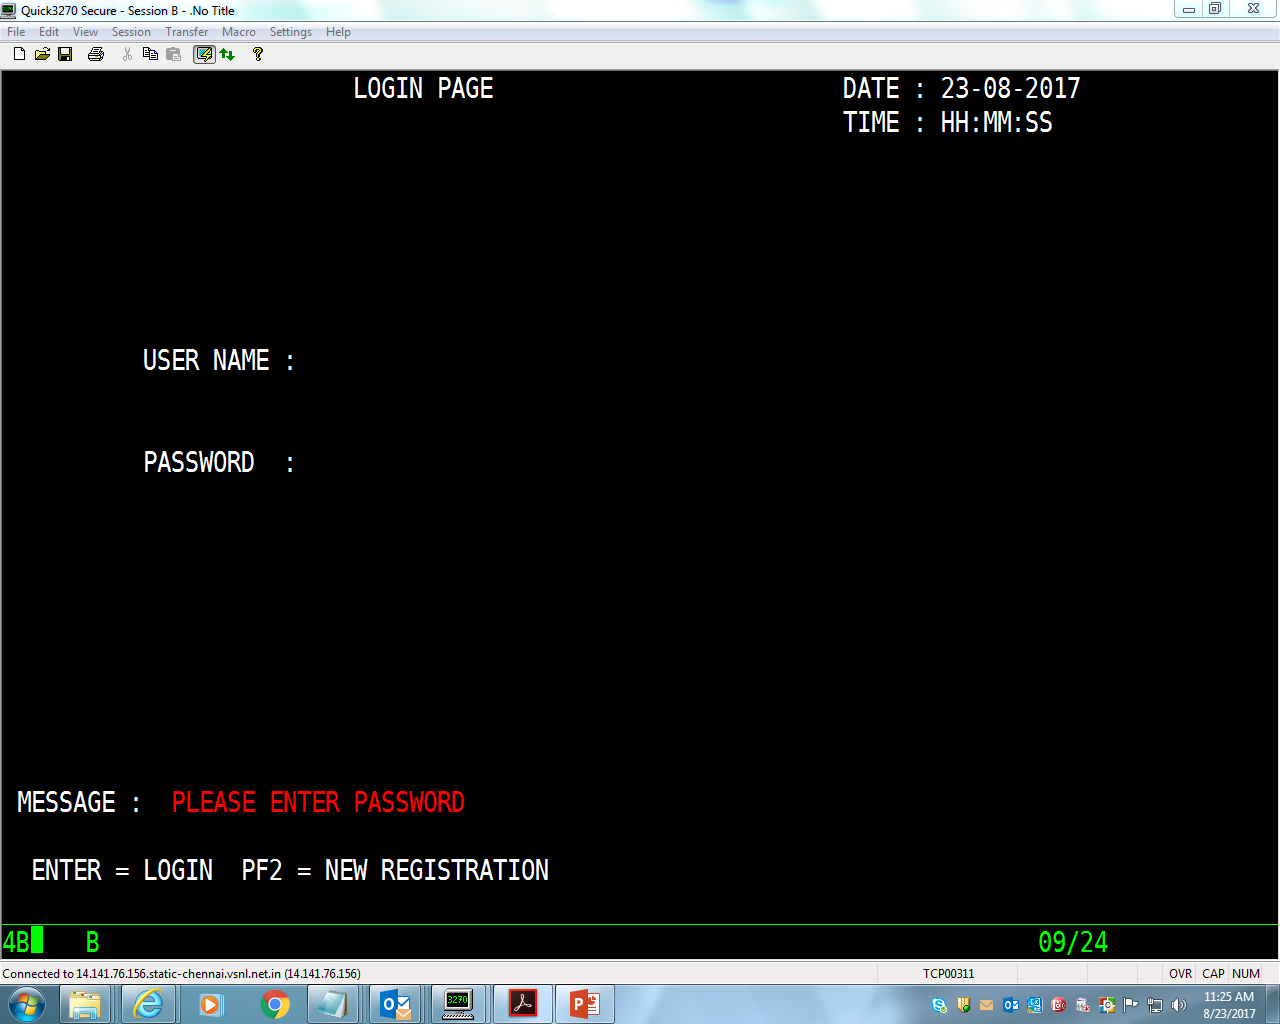 Quick3270 Secure - Session B - .No Title
File Edit View Session Transfer Macro Settings Help
LOGIN PAGE DATE : 23-08-2017
TIME : HH:MM:SS
USER NAME :
PASSWORD :
MESSAGE : PLEASE ENTER PASSWORD
ENTER = LOGIN PF2 = NEW REGISTRATION
4B B 09/24
Connected to 14.141.76.156.static-chennai.vsnl.net.in (14.141.76.156) TCP00311 OVR CAP NUM
3270
11:25 AM
8/23/2017